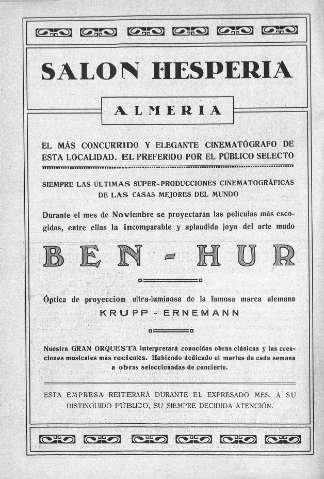 SALON HESPERIA
ALMERIA
EL MÁS CONCURRIDO Y ELEGANTE CINEMATÓGRAFO DE
ESTA LOCALIDAD. EL PREFERIDO POR EL PÚBLICO SELECTO
SIEMPRE LAS ÚLTIMAS SUPER-PRODUCCIONES CINEMATOGRÁFICAS
DE LAS CASAS MEJORES DEL MUNDO
Durante el mes de Noviembre se proyectarán las películas más esco-
gidas, entre ellas la incomparable y aplaudida joya del arte mudo
BEN-HUR
Óptica de proyección ultra-luminosa de la famosa marca alemana
KRUPP-ERNEMANN
Nuestra GRAN ORQUESTA interpretará conocidas obras clásicas y las crea-
ciones musicales más recientes. Habiendo dedicado el martes de cada semana
a obras seleccionadas de concierto.
ESTA EMPRESA REITERARÁ DURANTE EL EXPRESADO MES, A SU
DISTINGUIDO PÚBLICO, SU SIEMPRE DECIDIDA ATENCIÓN.